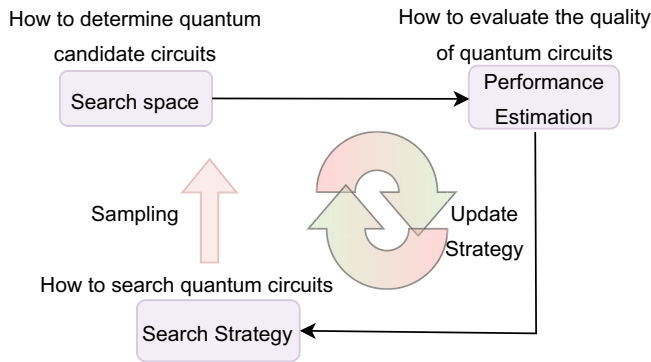 How to determine quantum
candidate circuits
Search space
How to evaluate the quality
of quantum circuits
Performance
Estimation
Sampling
Update
Strategy
How to search quantum circuits
Search Strategy